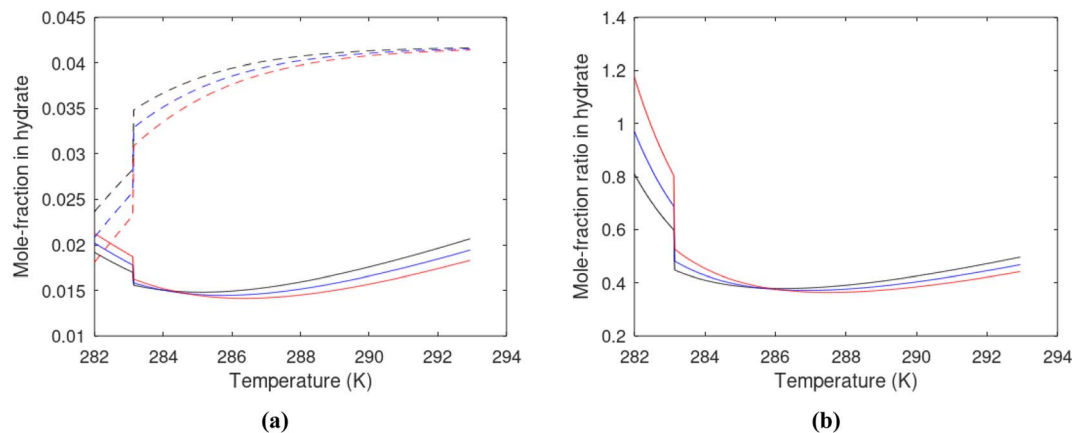 0.045
0.04
0.035
0.03
0.025
0.02
0.015
0.01
Mole-fraction in hydrate
282 284 286 288 290 292 294
Temperature (K)
(a)
1.4
1.2
1
0.8
0.6
0.4
0.2
Mole-fraction ratio in hydrate
282 284 286 288 290 292 294
Temperature (K)
(b)